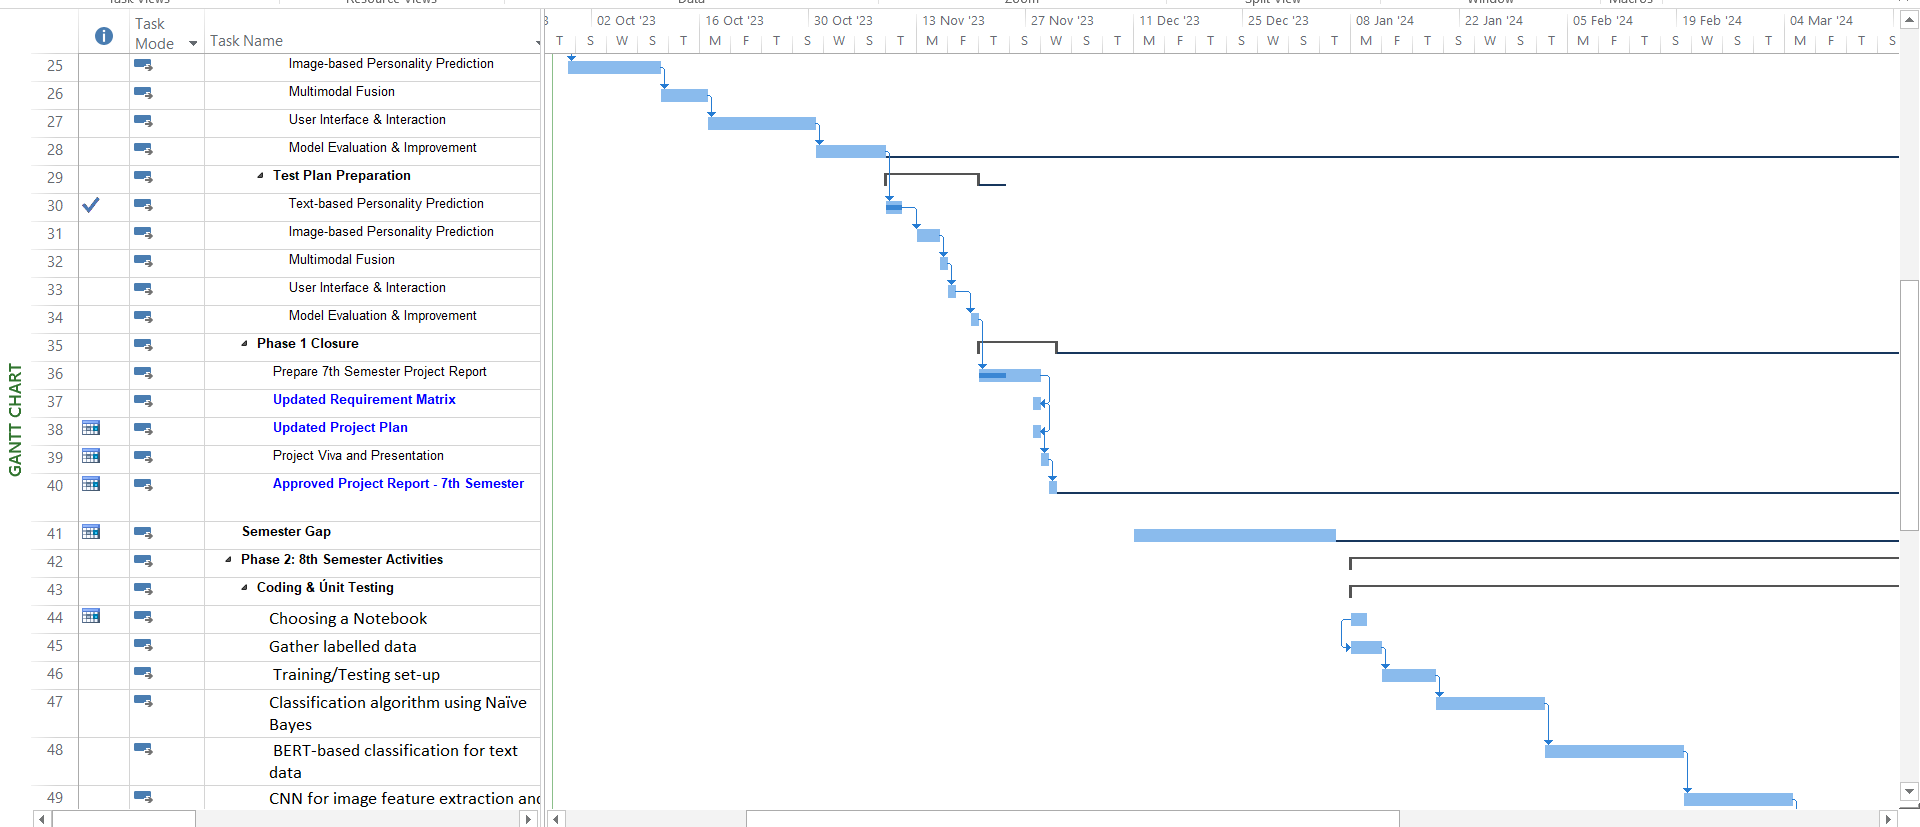 Task Views Resource Views Data Zoom Split View Window Macros
Task Mode Task Name
3 02 Oct '23 16 Oct '23 30 Oct '23 13 Nov '23 27 Nov '23 11 Dec '23 25 Dec '23 08 Jan '24 22 Jan '24 05 Feb '24 19 Feb '24 04 Mar '24
T S W S T M F T S W S T M F S W S T M F T S W S T M F T S W S T M F T S W S T M F T S
25 Image-based Personality Prediction
26 Multimodal Fusion
27 User Interface & Interaction
28 Model Evaluation & Improvement
29 Test Plan Preparation
30 Text-based Personality Prediction
31 Image-based Personality Prediction
32 Multimodal Fusion
33 User Interface & Interaction
34 Model Evaluation & Improvement
35 Phase 1 Closure
36 Prepare 7th Semester Project Report
37 Updated Requirement Matrix
38 Updated Project Plan
39 Project Viva and Presentation
40 Approved Project Report - 7th Semester
41 Semester Gap
42 Phase 2: 8th Semester Activities
43 Coding & Únit Testing
44 Choosing a Notebook
45 Gather labelled data
46 Training/Testing set-up
47 Classification algorithm using Naïve
Bayes
48 BERT-based classification for text
data
49 CNN for image feature extraction and
GANTT CHART